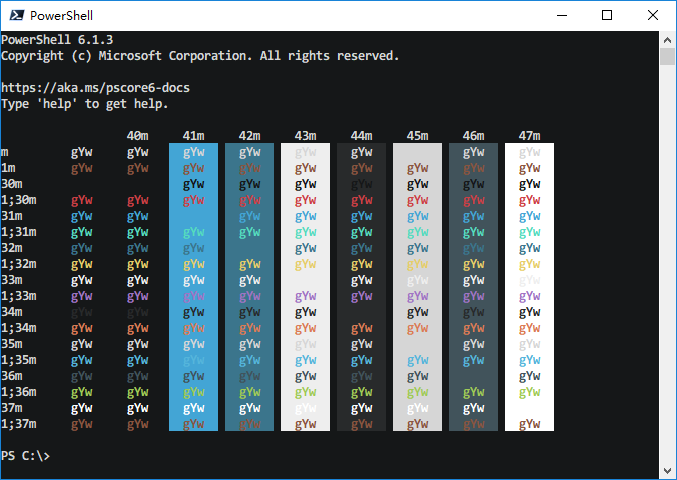 PowerShell
PowerShell 6.1.3
Copyright (c) Microsoft Corporation. All rights reserved.
https://aka.ms/pscore6-docs
Type 'help' to get help.
40m 41m 42m 43m 44m 45m 46m 47m
m gYw gYw gYw gYw gYw gYw gYw gYw gYw
1m gYw gYw gYw gYw gYw gYw gYw gYw gYw
30m gYw gYw gYw gYw gYw gYw gYw
1;30m gYw gYw gYw gYw gYw gYw gYw gYw gYw
31m gYw gYw gYw gYw gYw gYw gYw gYw
1;31m gYw gYw gYw gYw gYw gYw gYw gYw gYw
32m gYw gYw gYw gYw gYw gYw gYw gYw
1;32m gYw gYw gYw gYw gYw gYw gYw gYw gYw
33m gYw gYw gYw gYw gYw gYw gYw gYw
1;33m gYw gYw gYw gYw gYw gYw gYw gYw gYw
34m gYw gYw gYw gYw gYw gYw gYw gYw
1;34m gYw gYw gYw gYw gYw gYw gYw gYw gYw
35m gYw gYw gYw gYw gYw gYw gYw gYw
1;35m gYw gYw gYw gYw gYw gYw gYw gYw gYw
36m gYw gYw gYw gYw gYw gYw gYw gYw
1;36m gYw gYw gYw gYw gYw gYw gYw gYw gYw
37m gYw gYw gYw gYw gYw gYw gYw gYw
1;37m gYw gYw gYw gYw gYw gYw gYw gYw gYw
PS C:\>